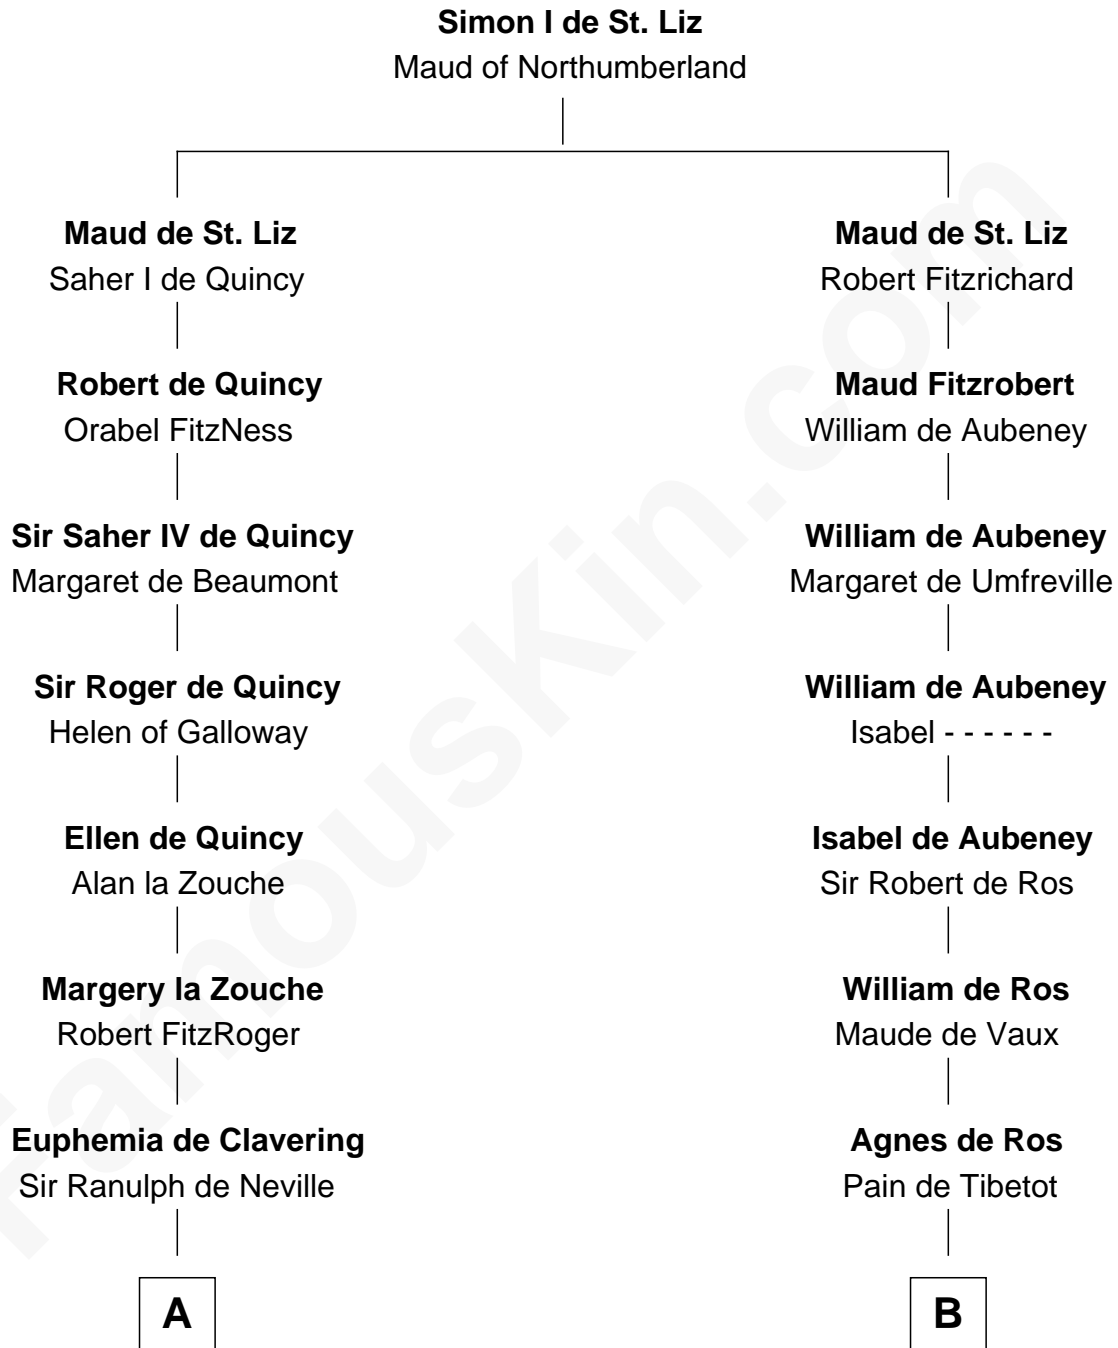 Simon I de St. Liz
Maud of Northumberland
Maud de St. Liz
Saher I de Quincy
Maud de St. Liz
Robert Fitzrichard
Robert de Quincy
Orabel FitzNess
Maud Fitzrobert
William de Aubeney
Sir Saher IV de Quincy
Margaret de Beaumont
William de Aubeney
Margaret de Umfreville
Sir Roger de Quincy
Helen of Galloway
William de Aubeney
Isabel - - - - - -
Ellen de Quincy
Alan la Zouche
Isabel de Aubeney
Sir Robert de Ros
Margery la Zouche
Robert FitzRoger
William de Ros
Maude de Vaux
Euphemia de Clavering
Sir Ranulph de Neville
Agnes de Ros
Pain de Tibetot
A
B
FamousKin.com